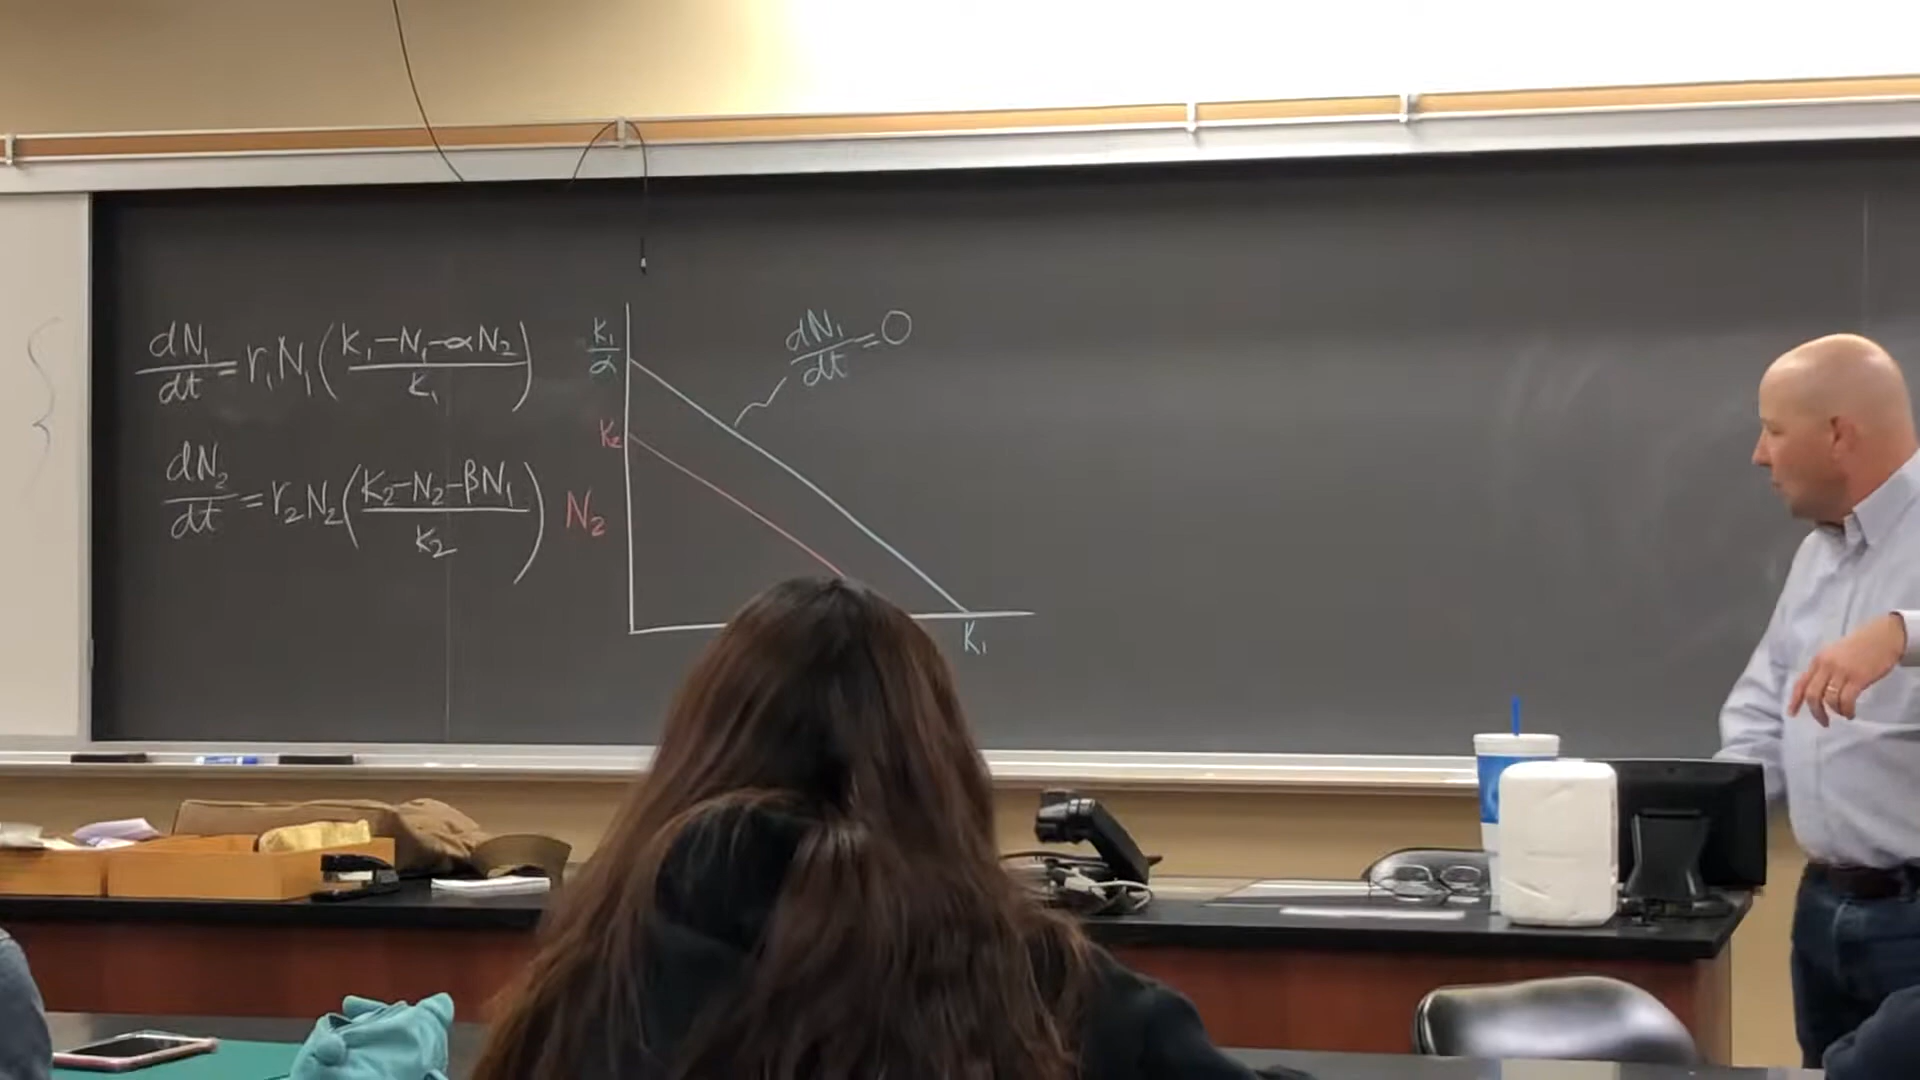 dN₁/dt = r₁N₁(K₁-N₁-αN₂/K₁)
dN₂/dt = r₂N₂(K₂-N₂-βN₁/K₂)
K₁/α
K₂
N₂
dN₁/dt = 0
K₁